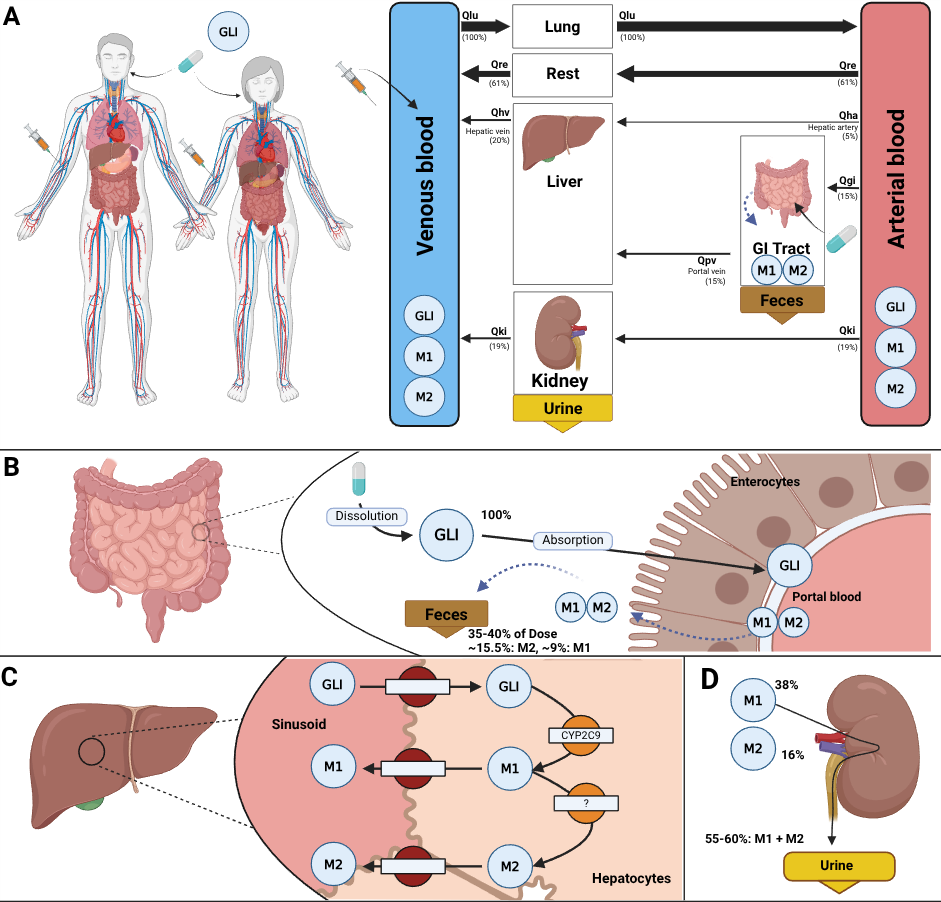 A
GLI
Venous blood
GLI
M1
M2
Qlu
(100%)
Lung
Qlu
(100%)
Qre
(61%)
Rest
Qre
(61%)
Qhv
Hepatic vein
(20%)
Liver
Qha
Hepatic artery
(5%)
Qgi
(15%)
GI Tract
M1 M2
Feces
Qpv
Portal vein
(15%)
Qki
(19%)
Kidney
Urine
Qki
(19%)
Arterial blood
GLI
M1
M2
B
Dissolution
GLI
100%
Absorption
Enterocytes
GLI
Portal blood
M1 M2
M1 M2
Feces
35-40% of Dose
~15.5%: M2, ~9%: M1
C
Sinusoid
GLI
GLI
CYP2C9
M1
M1
?
M2
M2
Hepatocytes
D
M1
38%
M2
16%
55-60%: M1 + M2
Urine